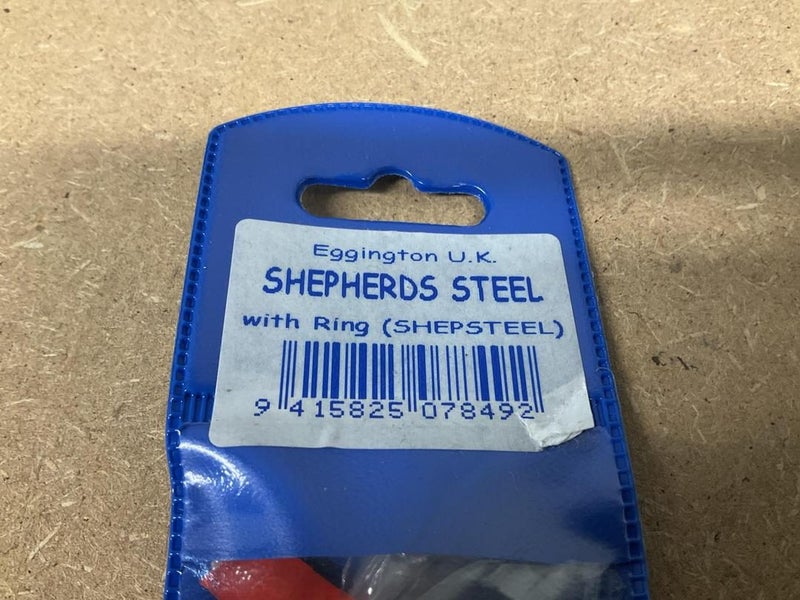 Eggington U.K.
SHEPHERDS STEEL
with Ring (SHEPSTEEL)
9 415825 078492